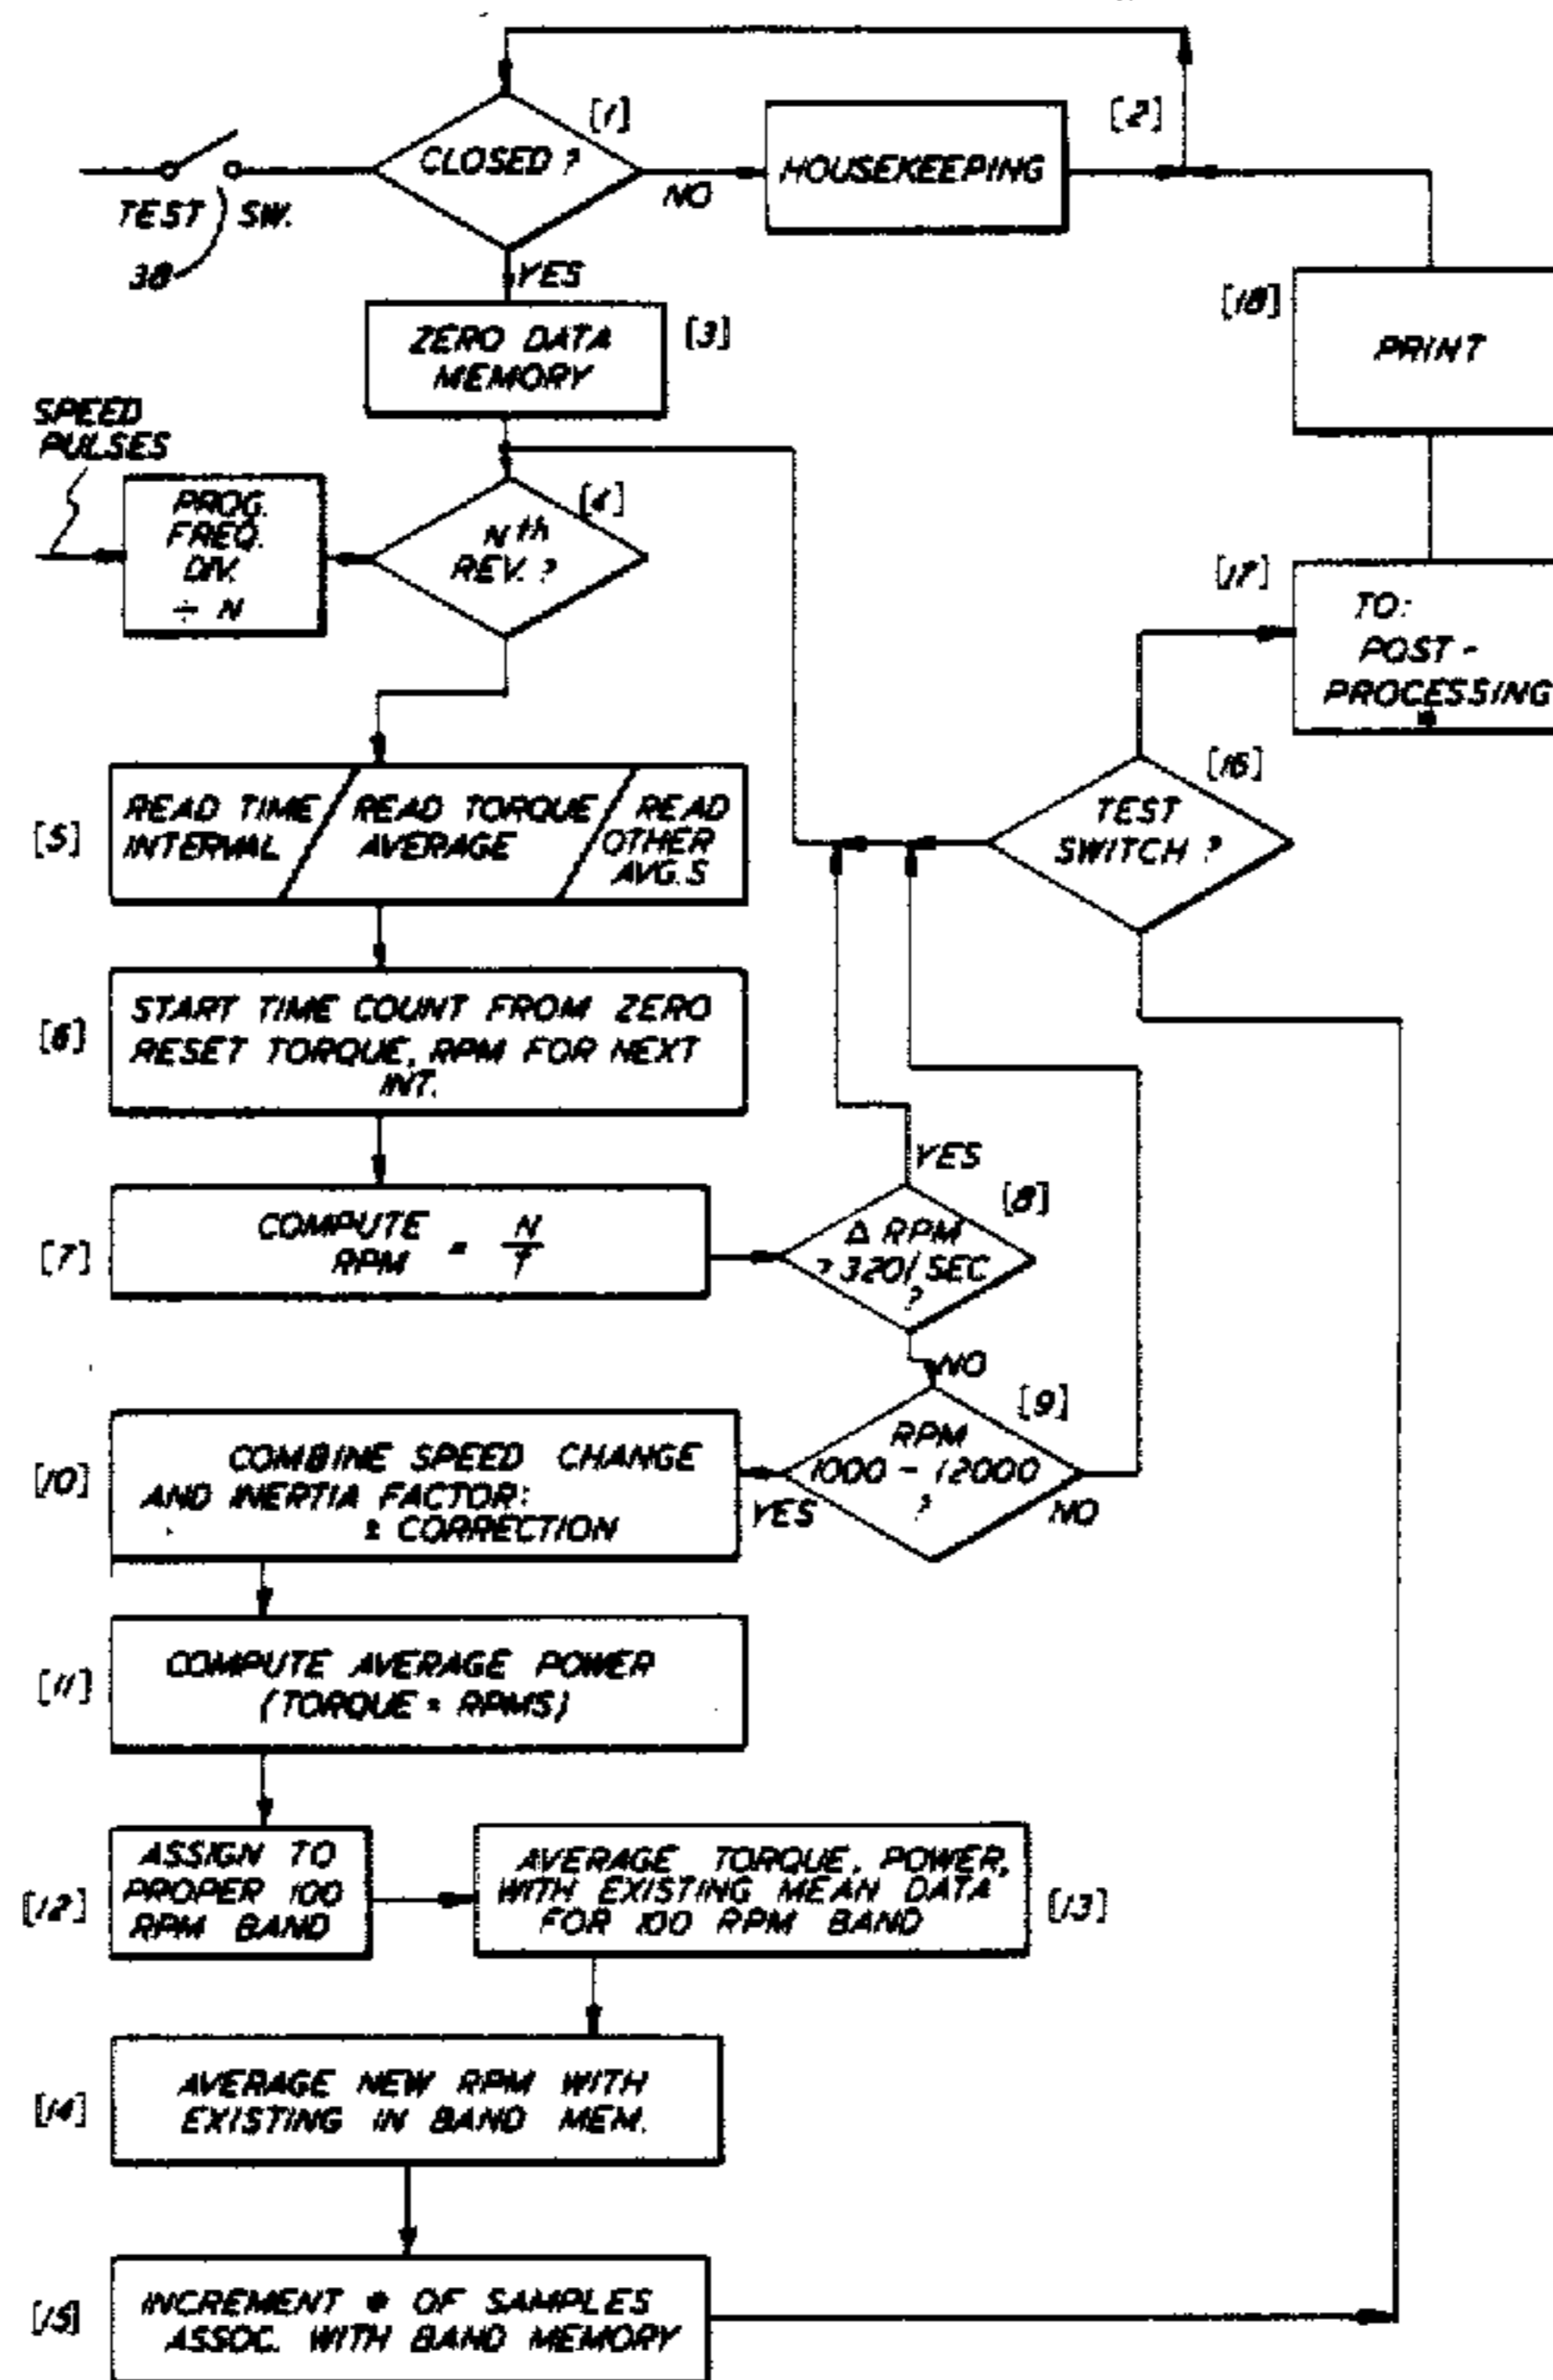 [1]
CLOSED ?
NO
HOUSEKEEPING
[2]
TEST SW.
38
YES
ZERO DATA
MEMORY
[3]
[18]
PRINT
SPEED
PULSES
PROG.
FREQ.
DIV.
÷ N
Nth
REV. ?
[4]
[17]
TO:
POST-
PROCESSING
[5]
READ TIME
INTERVAL
READ TORQUE
AVERAGE
READ
OTHER
AVG.S
[16]
TEST
SWITCH ?
[6]
START TIME COUNT FROM ZERO
RESET TORQUE, RPM FOR NEXT
INT.
[7]
COMPUTE
RPM = N/T
YES
[8]
Δ RPM
>320/SEC
?
NO
[9]
RPM
1000 - 12000
?
YES
NO
[10]
COMBINE SPEED CHANGE
AND INERTIA FACTOR:
± CORRECTION
[11]
COMPUTE AVERAGE POWER
(TORQUE × RPMS)
[12]
ASSIGN TO
PROPER 100
RPM BAND
AVERAGE TORQUE, POWER,
WITH EXISTING MEAN DATA
FOR 100 RPM BAND
[13]
[14]
AVERAGE NEW RPM WITH
EXISTING IN BAND MEM.
[15]
INCREMENT # OF SAMPLES
ASSOC. WITH BAND MEMORY